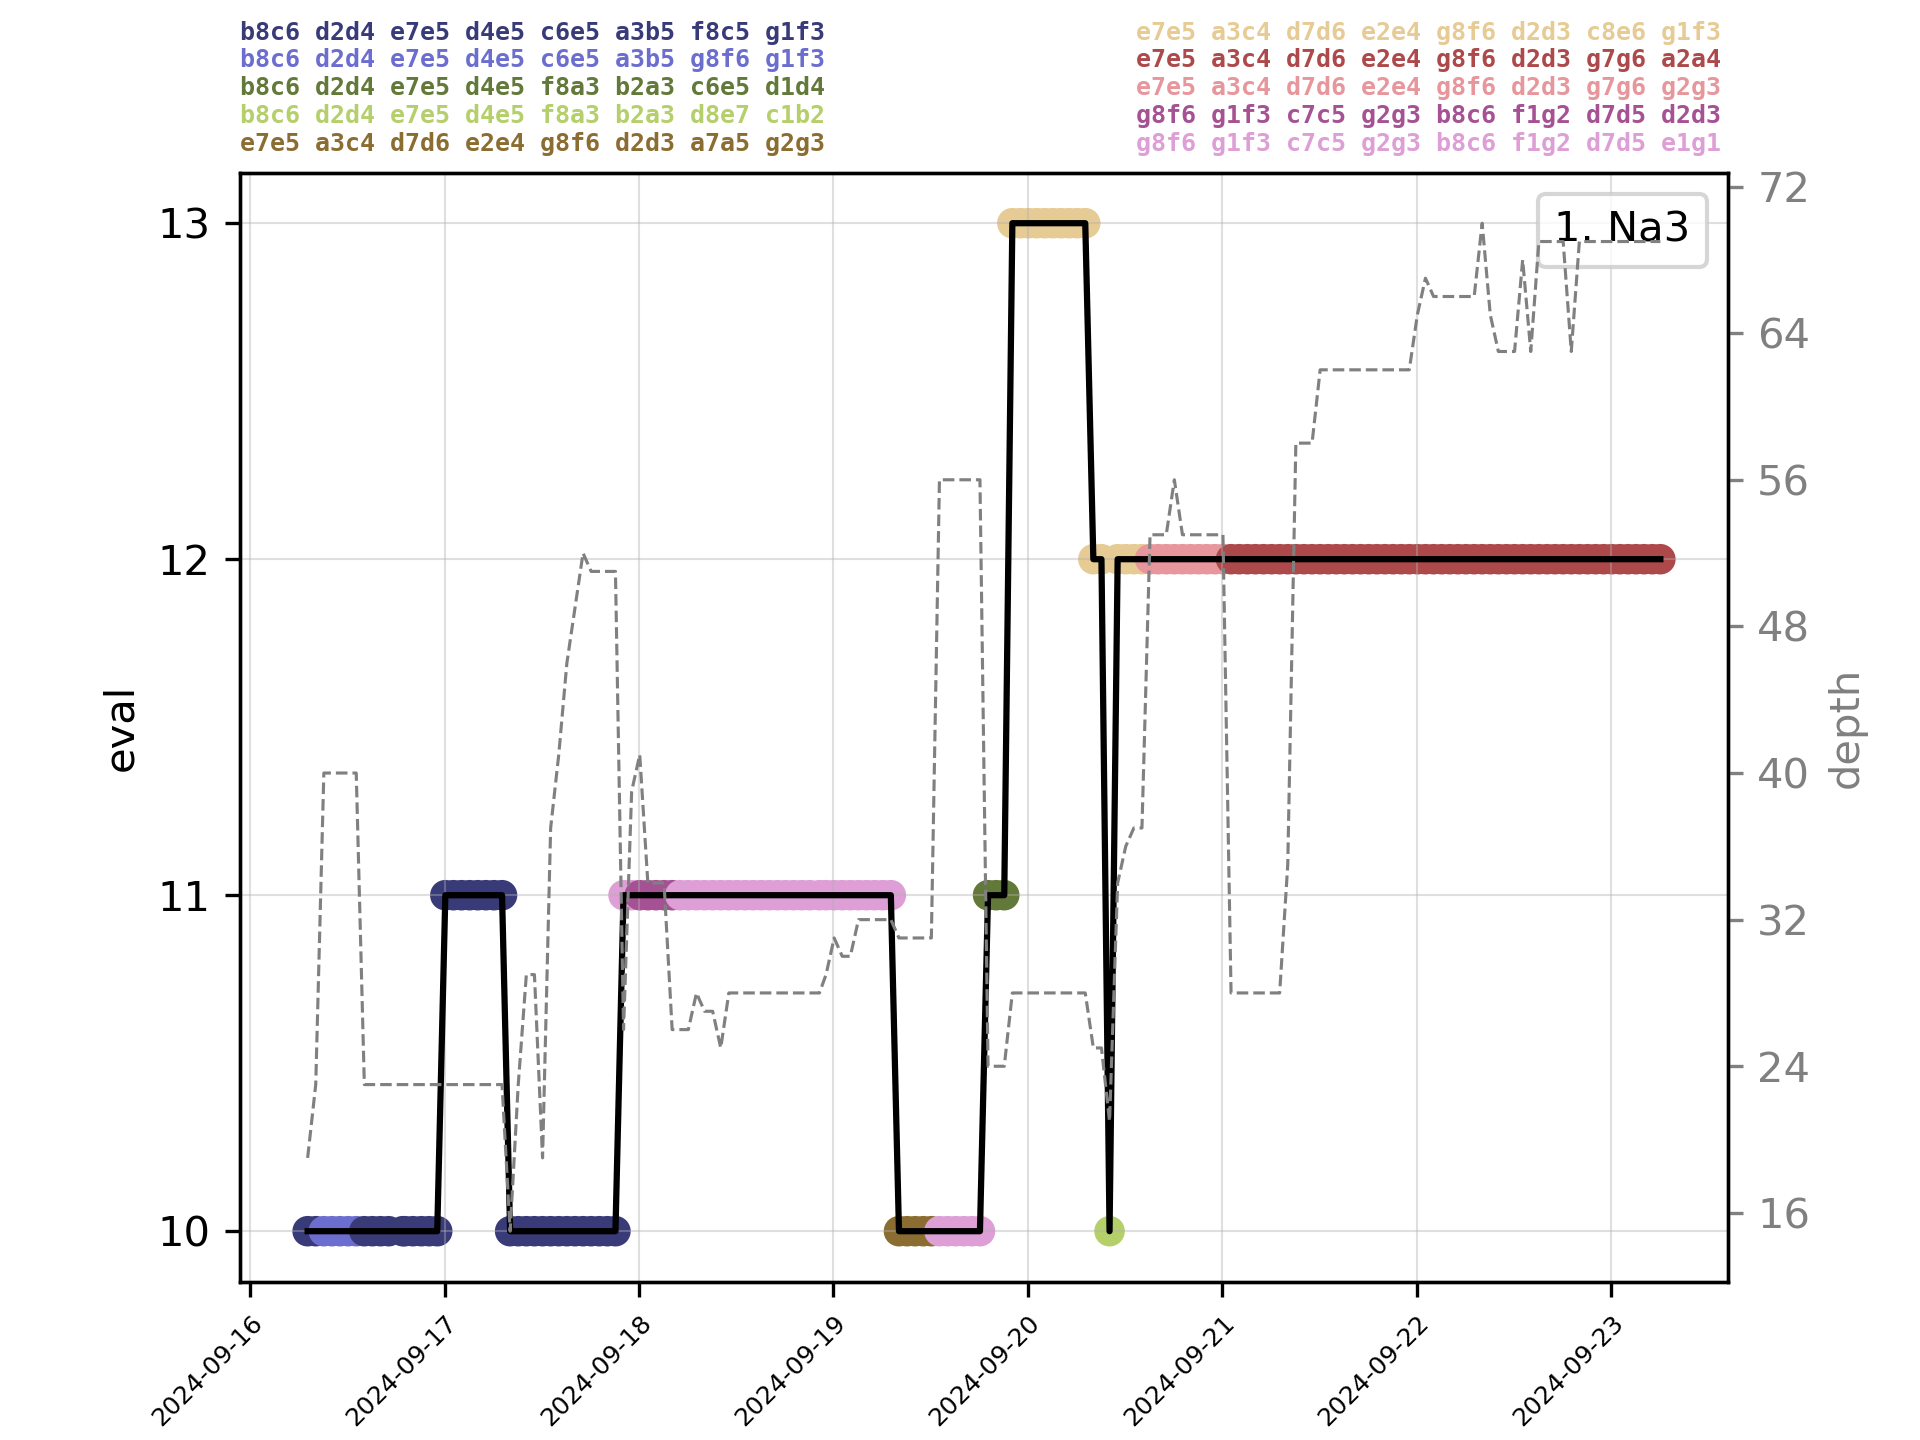 b8c6 d2d4 e7e5 d4e5 c6e5 a3b5 f8c5 g1f3
b8c6 d2d4 e7e5 d4e5 c6e5 a3b5 g8f6 g1f3
b8c6 d2d4 e7e5 d4e5 f8a3 b2a3 c6e5 d1d4
b8c6 d2d4 e7e5 d4e5 f8a3 b2a3 d8e7 c1b2
e7e5 a3c4 d7d6 e2e4 g8f6 d2d3 a7a5 g2g3
e7e5 a3c4 d7d6 e2e4 g8f6 d2d3 c8e6 g1f3
e7e5 a3c4 d7d6 e2e4 g8f6 d2d3 g7g6 a2a4
e7e5 a3c4 d7d6 e2e4 g8f6 d2d3 g7g6 g2g3
g8f6 g1f3 c7c5 g2g3 b8c6 f1g2 d7d5 d2d3
g8f6 g1f3 c7c5 g2g3 b8c6 f1g2 d7d5 e1g1
1. Na3
eval
13
12
11
10
72
64
56
48
40
32
24
16
depth
2024-09-16
2024-09-17
2024-09-18
2024-09-19
2024-09-20
2024-09-21
2024-09-22
2024-09-23